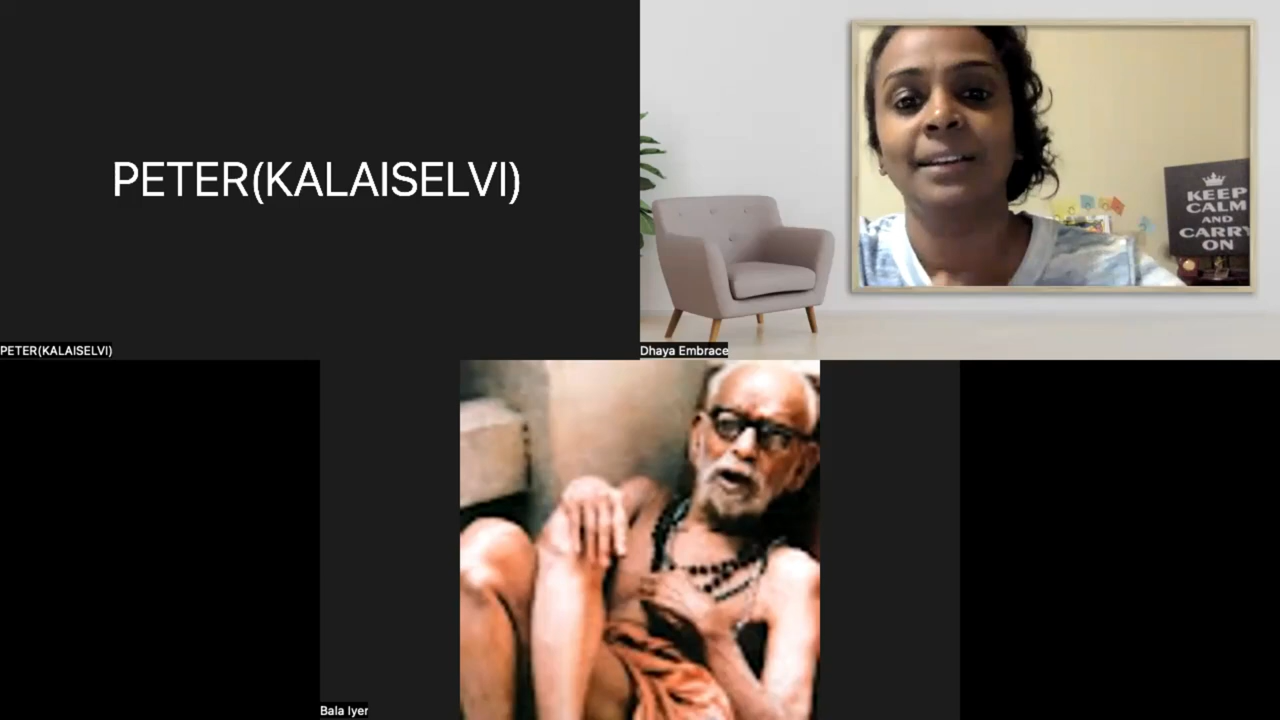 PETER(KALAISELVI)
KEEP
CALM
AND
CARRY
ON
PETER(KALAISELVI)
Dhaya Embrace
Bala Iyer